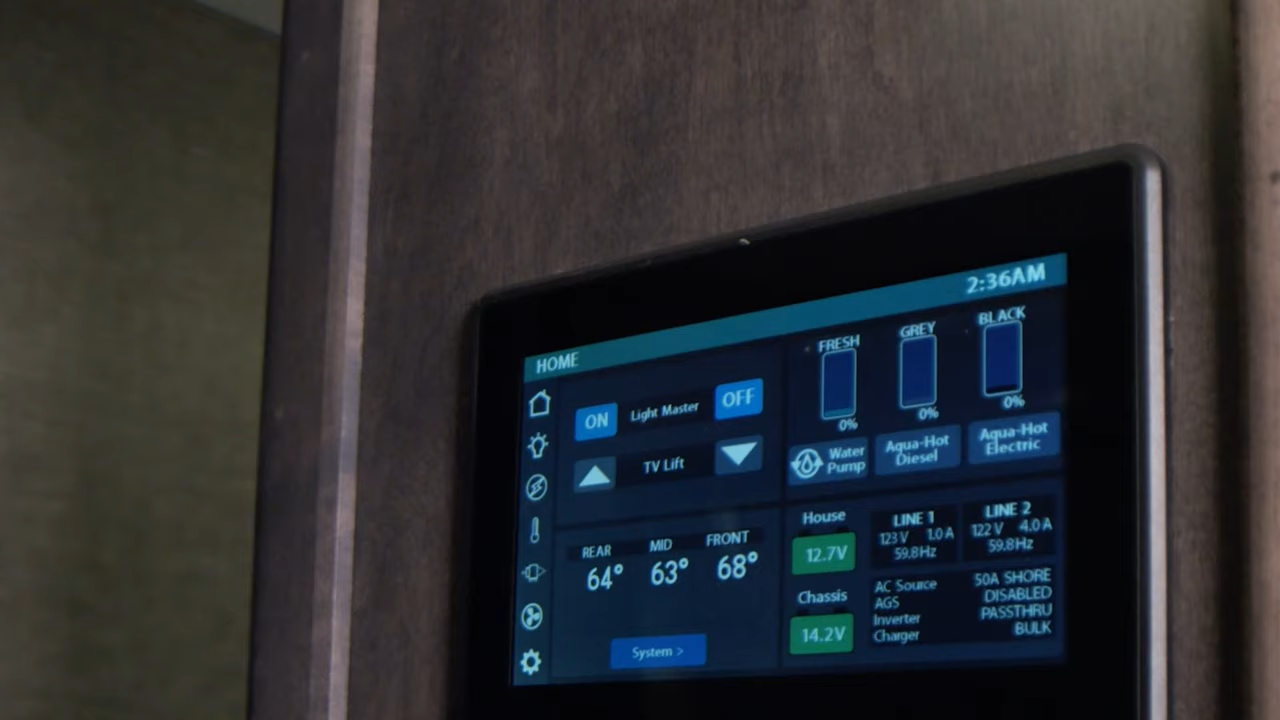 2:36AM
HOME
ON Light Master OFF
TV Lift
FRESH GREY BLACK
0% 0% 0%
Water Pump
Aqua-Hot Diesel
Aqua-Hot Electric
REAR MID FRONT
64° 63° 68°
System >
House
12.7V
Chassis
14.2V
LINE 1
123 V 1.0 A
59.8Hz
LINE 2
122 V 4.0 A
59.8Hz
AC Source 50A SHORE
AGS DISABLED
Inverter PASSTHRU
Charger BULK